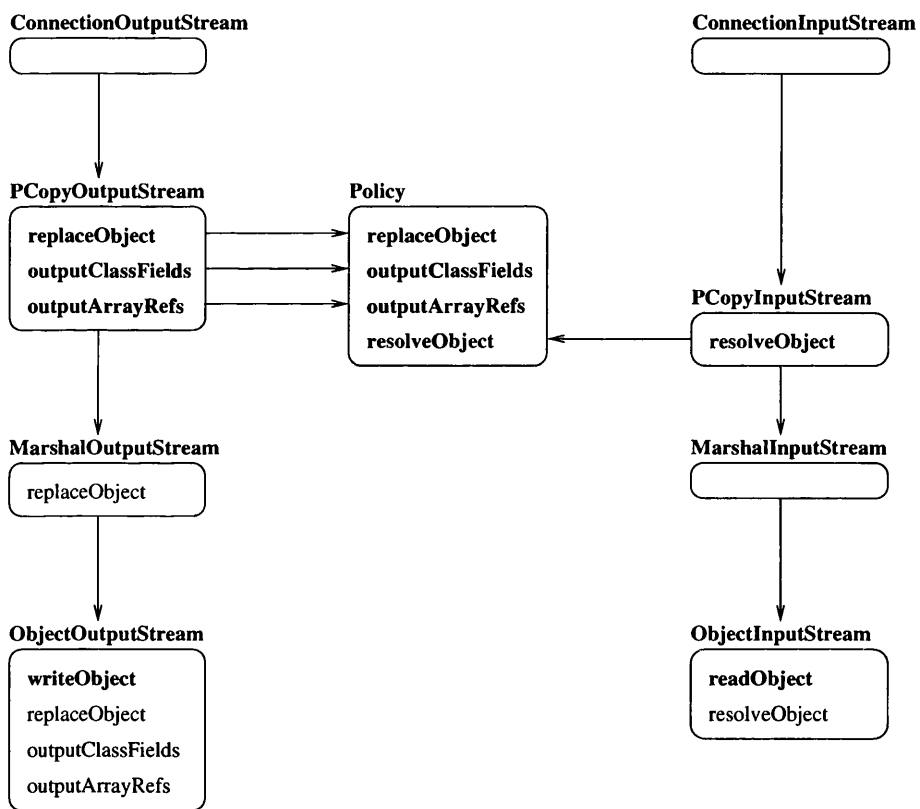 ConnectionOutputStream
ConnectionInputStream
PCopyOutputStream
replaceObject
outputClassFields
outputArrayRefs
Policy
replaceObject
outputClassFields
outputArrayRefs
resolveObject
PCopyInputStream
resolveObject
MarshalOutputStream
replaceObject
MarshalInputStream
ObjectOutputStream
writeObject
replaceObject
outputClassFields
outputArrayRefs
ObjectInputStream
readObject
resolveObject